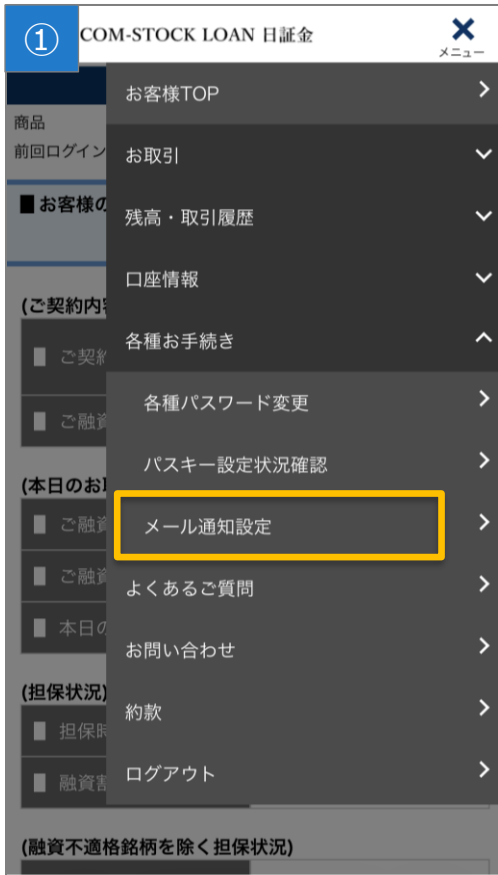 ①
COM-STOCK LOAN 日証金
メニュー
お客様TOP
商品
前回ログイン
お取引
■お客様の
残高・取引履歴
口座情報
(ご契約内容
各種お手続き
ご契約
各種パスワード変更
ご融資
パスキー設定状況確認
(本日のお取
メール通知設定
ご融資
よくあるご質問
ご融資
本日の
お問い合わせ
(担保状況)
約款
担保時
ログアウト
融資割
(融資不適格銘柄を除く担保状況)